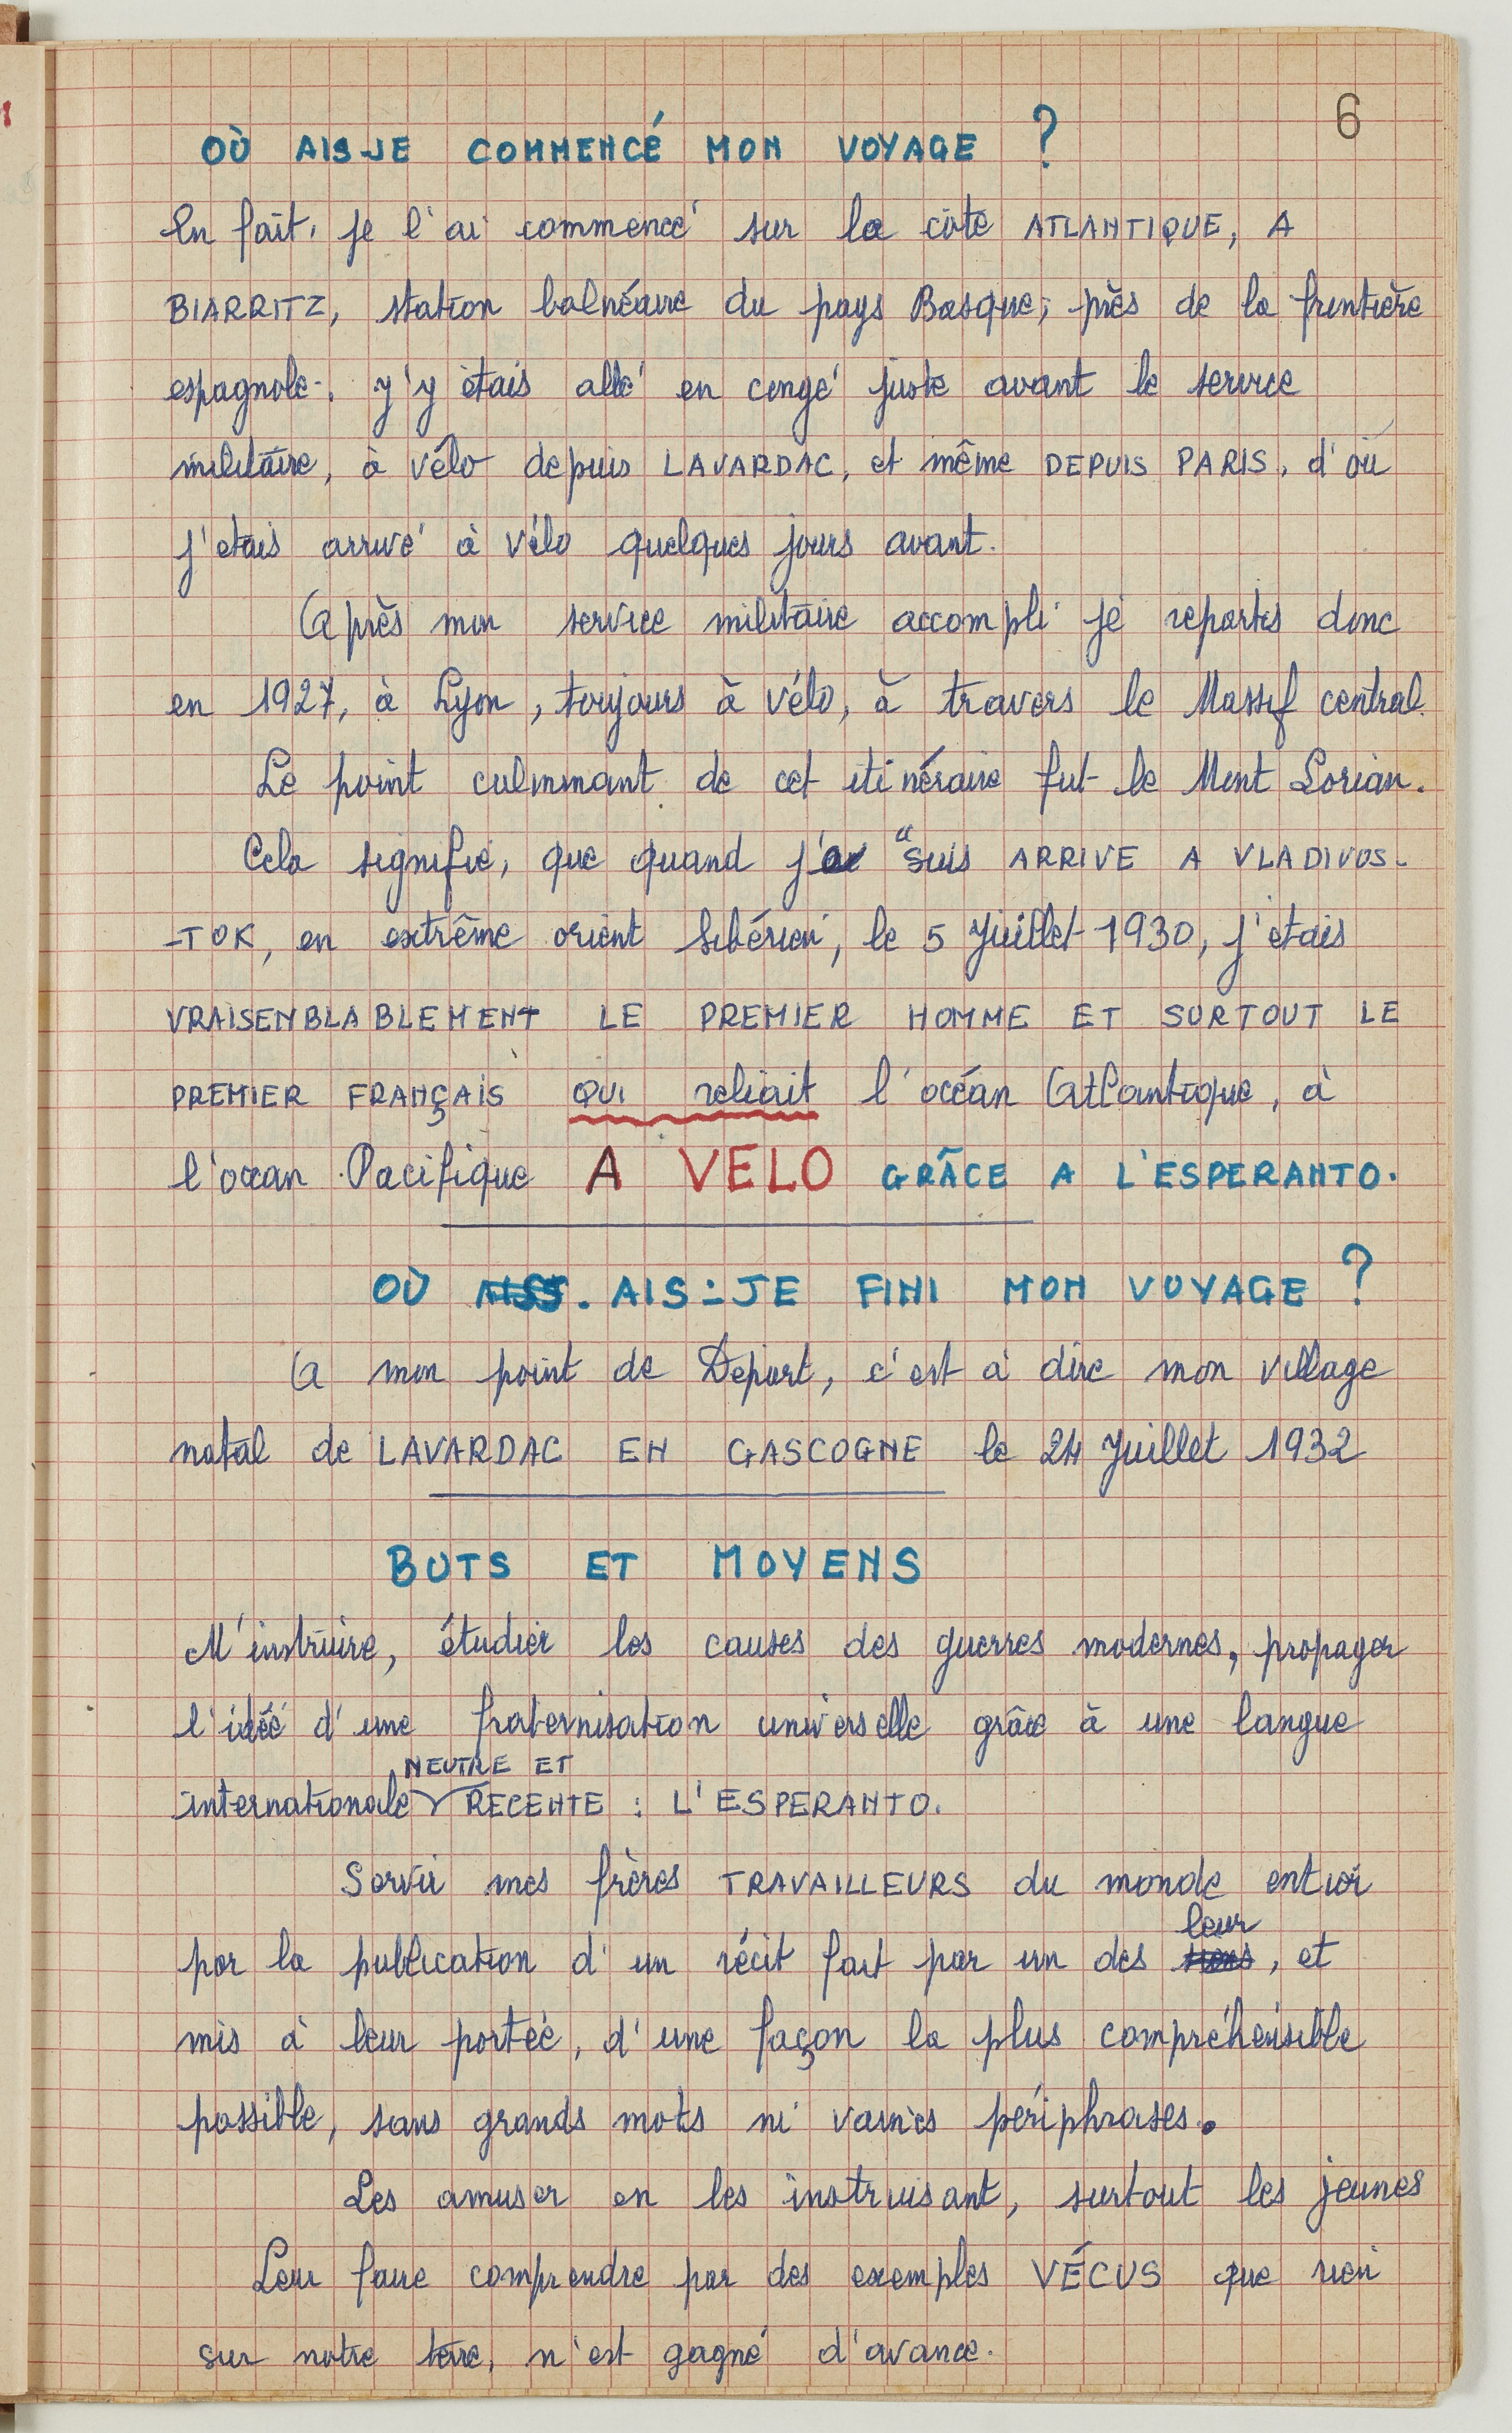 6
OÙ AIS-JE COMMENCÉ MON VOYAGE ?
En fait, je l'ai commencé sur la côte ATLANTIQUE, A
BIARRITZ, station balnéaire du pays Basque, près de la frontière
espagnole. J'y étais allé en congé juste avant le service
militaire, à vélo depuis LAVARDAC, et même DEPUIS PARIS, d'où
j'etais arrivé à vélo quelques jours avant.
Après mon service militaire accompli je repartis donc
en 1927, à Lyon, toujours à vélo, à travers le Massif central.
Le point culminant de cet itinéraire fut le Mont Lorian.
Cela signifie, que quand j' "suis ARRIVE A VLADIVOS-
-TOK, en extrême orient Sibérien, le 5 Juillet 1930, j'etais
VRAISENBLABLEMENT LE PREMIER HOMME ET SURTOUT LE
PREMIER FRANÇAIS QUI reliait l'océan Atlantique, à
l'ocean Pacifique A VELO GRÂCE A L'ESPERANTO.
OÙ AIS-JE FINI MON VOYAGE ?
A mon point de Départ, c'est à dire mon village
natal de LAVARDAC EN GASCOGNE le 24 Juillet 1932
BUTS ET MOYENS
M'instruire, étudier les causes des guerres modernes, propager
l'idée d'une fraternisation universelle grâce à une langue
NEUTRE ET
internationale RECENTE : L'ESPERANTO.
Servir mes frères TRAVAILLEURS du monde entier
leur
par la publication d'un récit fait par un des , et
mis à leur portée, d'une façon la plus compréhensible
possible, sans grands mots ni vaines périphrases.
Les amuser en les instruisant, surtout les jeunes
Leur faire comprendre par des exemples VÉCUS que rien
sur notre terre, n'est gagné d'avance.